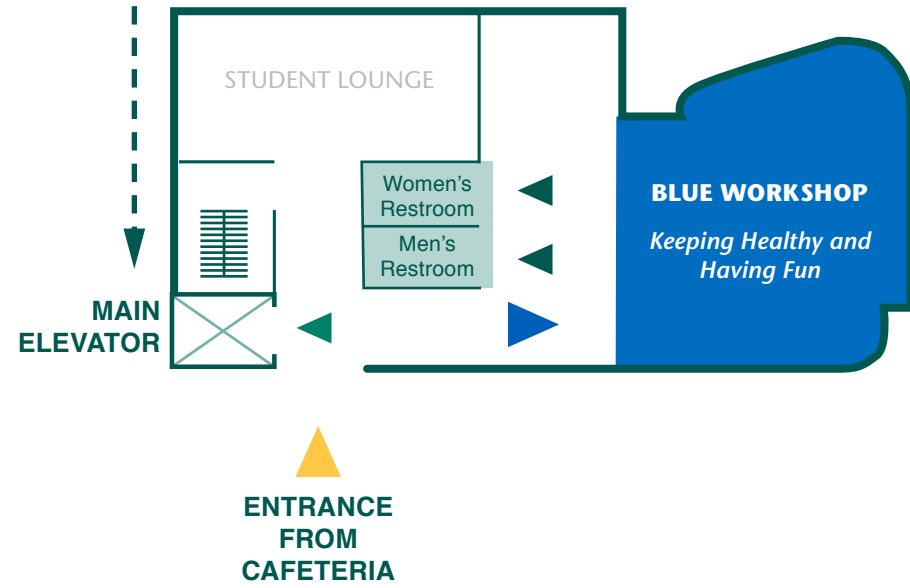 STUDENT LOUNGE
Women's
Restroom
Men's
Restroom
BLUE WORKSHOP
Keeping Healthy and
Having Fun
MAIN
ELEVATOR
ENTRANCE
FROM
CAFETERIA